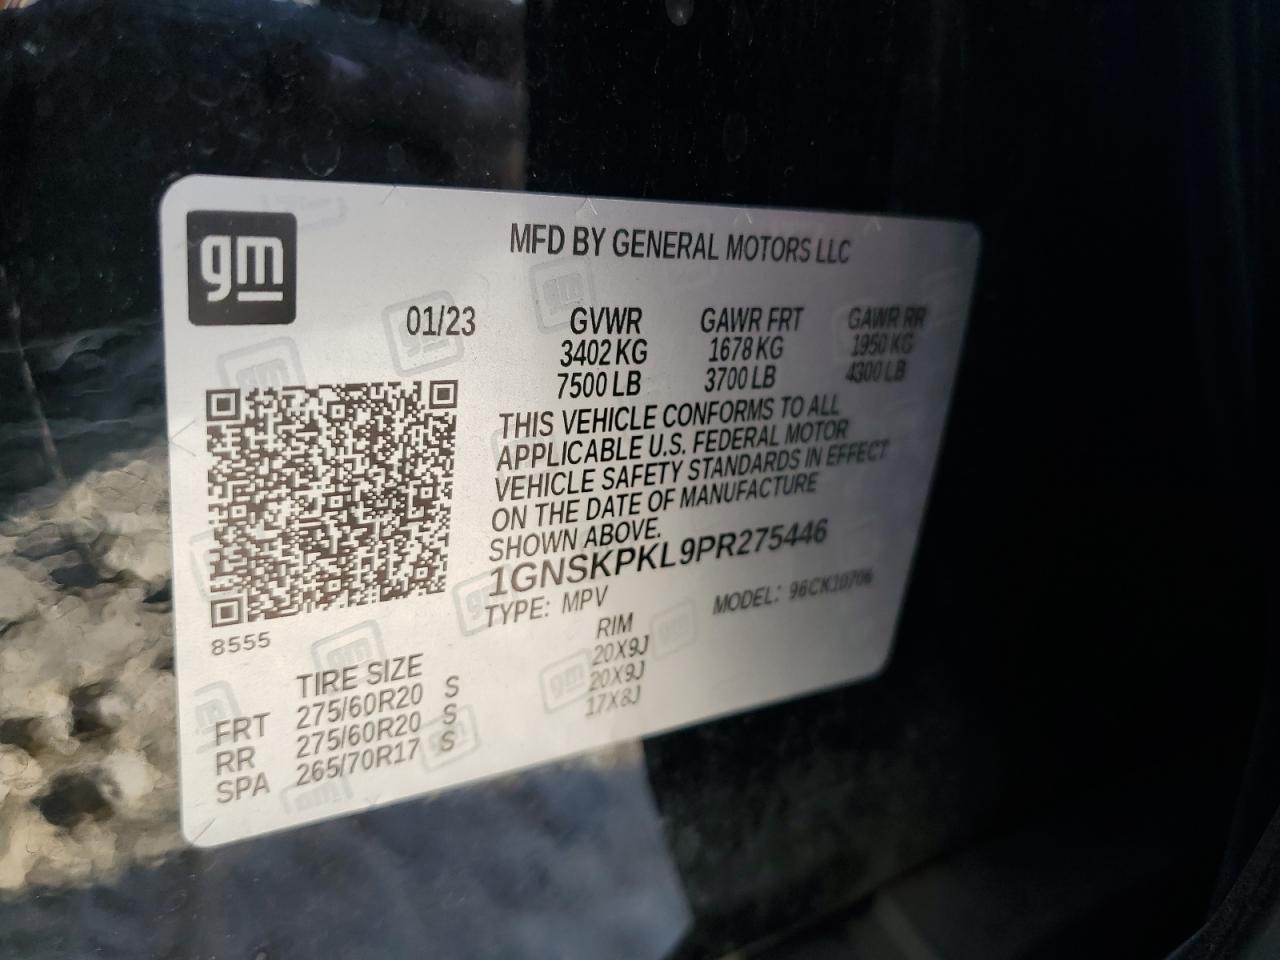 gm
MFD BY GENERAL MOTORS LLC
01/23
GVWR GAWR FRT GAWR RR
3402 KG 1678 KG 1950 KG
7500 LB 3700 LB 4300 LB
THIS VEHICLE CONFORMS TO ALL
APPLICABLE U.S. FEDERAL MOTOR
VEHICLE SAFETY STANDARDS IN EFFECT
ON THE DATE OF MANUFACTURE
SHOWN ABOVE.
1GNSKPKL9PR275446
TYPE: MPV MODEL: 96CK10706
8555
TIRE SIZE RIM
FRT 275/60R20 S 20X9J
RR 275/60R20 S 20X9J
SPA 265/70R17 S 17X8J